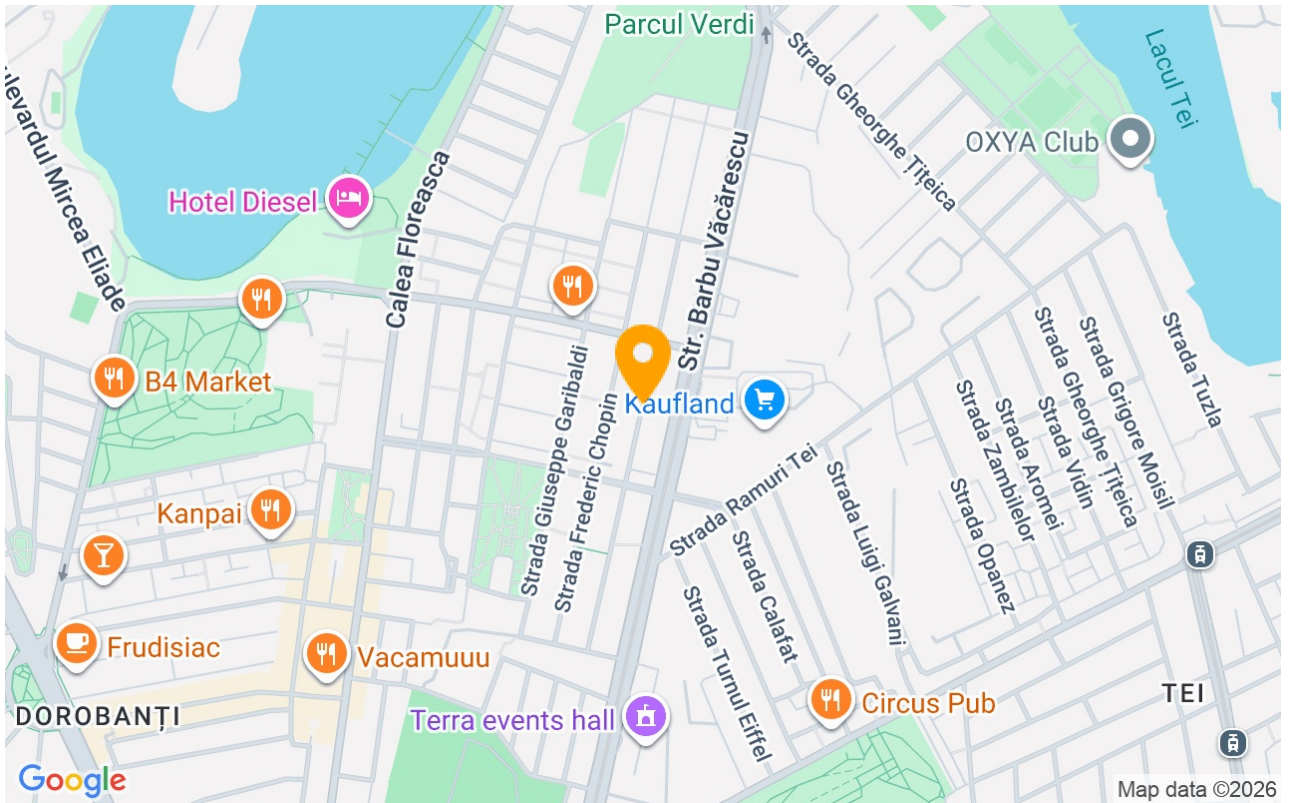 Parcul Verdi
Strada Gheorghe Țițeica
Lacul Tei
OXYA Club
Bulevardul Mircea Eliade
Hotel Diesel
Calea Floreasca
Str. Barbu Văcărescu
B4 Market
Kaufland
Strada Giuseppe Garibaldi
Strada Frederic Chopin
Strada Ramuri Tei
Strada Luigi Galvani
Strada Zambilelor
Strada Aromei
Strada Vidin
Strada Gheorghe Țițeica
Strada Grigore Moisil
Strada Tuzla
Strada Opanez
Kanpai
Strada Calafat
Strada Turnul Eiffel
Frudisiac
Vacamuuu
DOROBANȚI
Terra events hall
Circus Pub
TEI
Google
Map data ©2026